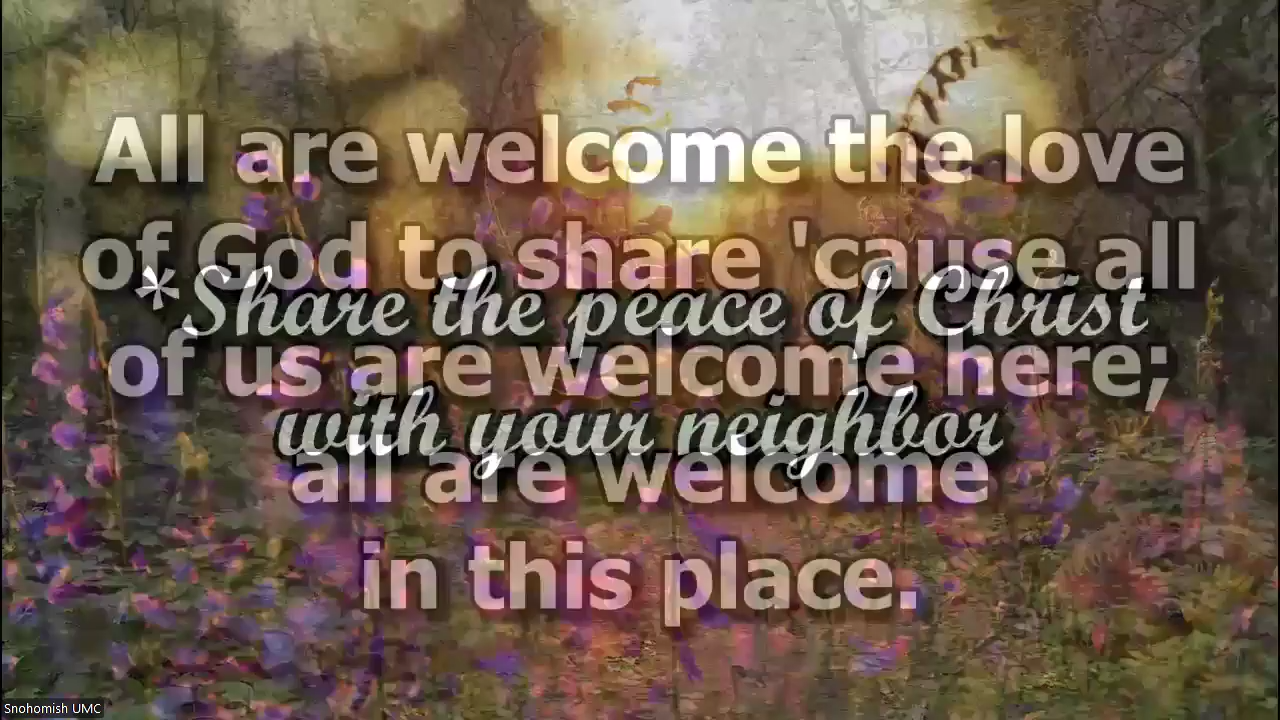 All are welcome the love
of God to share 'cause all
*Share the peace of Christ
of us are welcome here;
with your neighbor
all are welcome
in this place.
Snohomish UMC